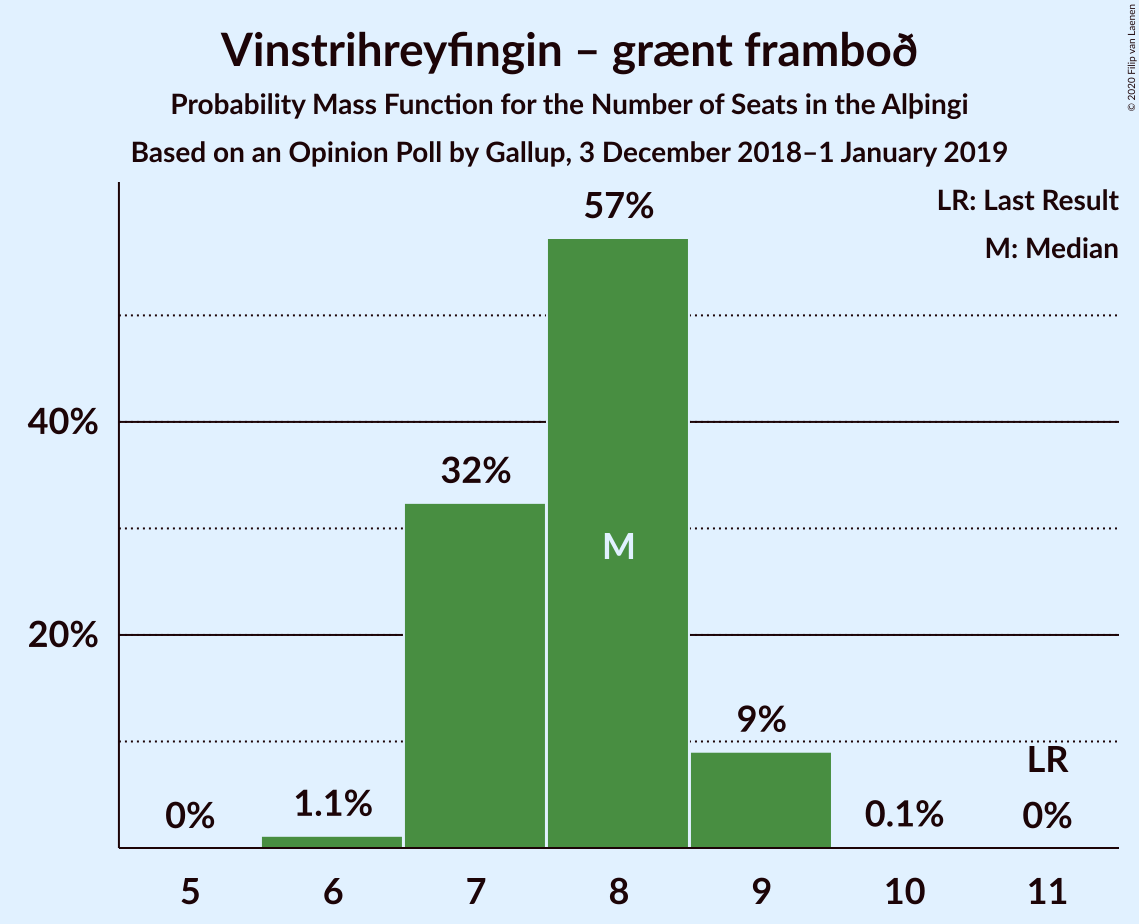 Vinstrihreyfingin – grænt framboð
Probability Mass Function for the Number of Seats in the Alþingi
Based on an Opinion Poll by Gallup, 3 December 2018–1 January 2019
© 2020 Filip van Laenen
LR: Last Result
M: Median
57%
40%
32%
M
20%
9%
LR
0%
1.1%
0.1%
0%
5
6
7
8
9
10
11